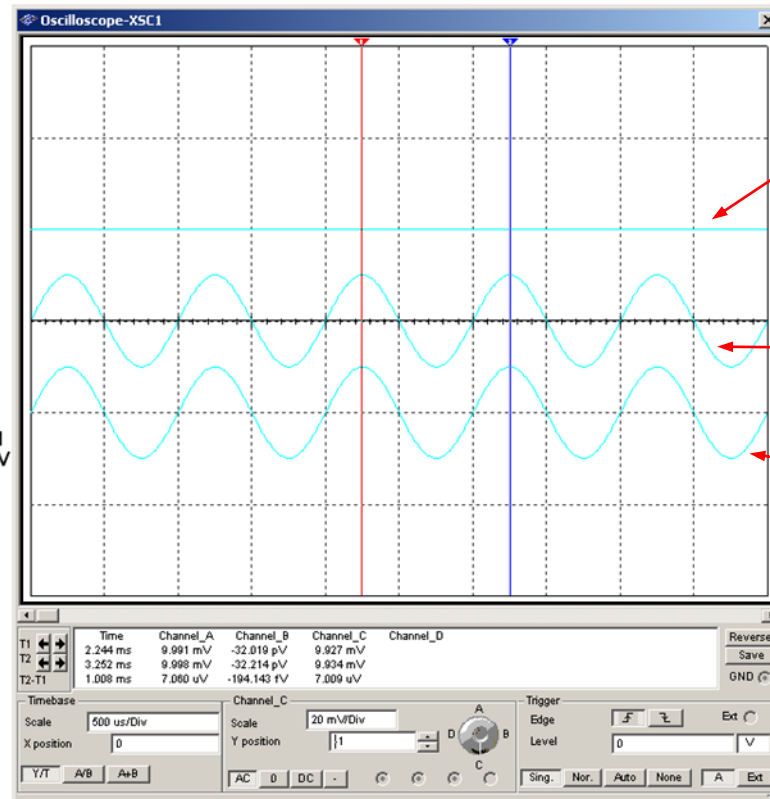 Oscilloscope-XSC1
V
T1
T2
T2-T1
Time Channel_A Channel_B Channel_C Channel_D
2.244 ms 9.991 mV -32.019 pV 9.927 mV
3.252 ms 9.998 mV -32.214 pV 9.934 mV
1.008 ms 7.060 uV -194.143 fV 7.009 uV
Reverse
Save
GND
Timebase
Scale 500 us/Div
X position 0
Y/T A/B A+B
Channel_C
Scale 20 mV/Div
Y position 1
AC 0 DC -
A
B
C
D
Trigger
Edge Ext
Level 0 V
Sing. Nor. Auto None A Ext